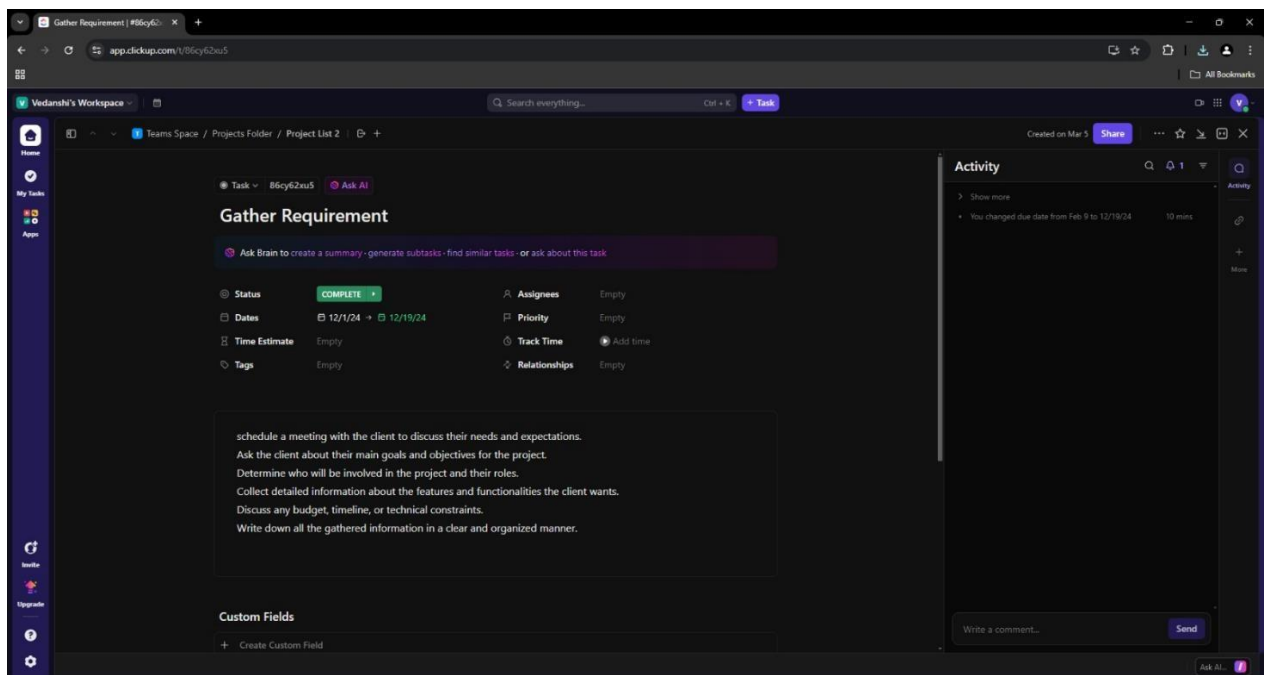 Gather Requirement | #86cy62x
app.clickup.com/t/86cy62xu5
All Bookmarks
V Vedanshi's Workspace
Search everything... Ctrl + K + Task
V
Home
My Tasks
Apps
Invite
Upgrade
Teams Space / Projects Folder / Project List 2
Created on Mar 5 Share
Task 86cy62xu5 Ask AI
Gather Requirement
Ask Brain to create a summary - generate subtasks - find similar tasks - or ask about this task
Status COMPLETE Assignees Empty
Dates 12/1/24 → 12/19/24 Priority Empty
Time Estimate Empty Track Time Add time
Tags Empty Relationships Empty
schedule a meeting with the client to discuss their needs and expectations.
Ask the client about their main goals and objectives for the project.
Determine who will be involved in the project and their roles.
Collect detailed information about the features and functionalities the client wants.
Discuss any budget, timeline, or technical constraints.
Write down all the gathered information in a clear and organized manner.
Custom Fields
+ Create Custom Field
Activity 1
Show more
You changed due date from Feb 9 to 12/19/24 10 mins
Write a comment... Send
Activity
More
Ask AI...